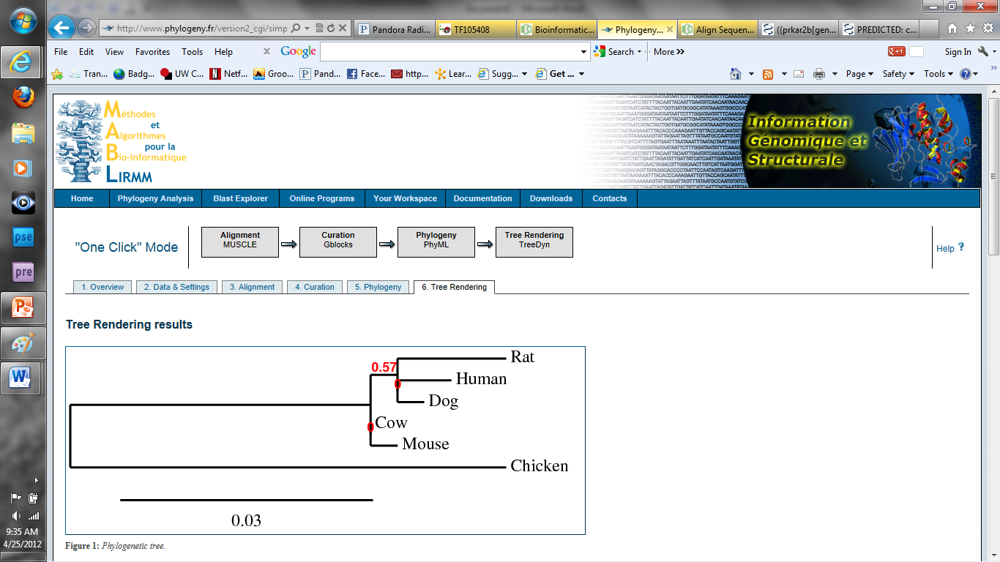 http://www.phylogeny.fr/version2_cgi/simp
Pandora Radi...
TF105408
Bioinformatic...
Phylogeny...
Align Sequen...
((prkar2b[gen...
PREDICTED: c...
File Edit View Favorites Tools Help
x Google Search More »
+1 Sign In
Tran... Badg... UW C... Netf... Groo... Pand... Face... http... Lear... Sugg... Get ...
Page Safety Tools
Méthodes
et
Algorithmes
pour la
Bio-informatique
LIRMM
Information
Génomique et
Structurale
Home Phylogeny Analysis Blast Explorer Online Programs Your Workspace Documentation Downloads Contacts
"One Click" Mode
Alignment
MUSCLE
Curation
Gblocks
Phylogeny
PhyML
Tree Rendering
TreeDyn
Help ?
1. Overview 2. Data & Settings 3. Alignment 4. Curation 5. Phylogeny 6. Tree Rendering
Tree Rendering results
Rat
0.57
Human
0
Dog
Cow
0
Mouse
Chicken
0.03
Figure 1: Phylogenetic tree.
pse
pre
9:35 AM
4/25/2012